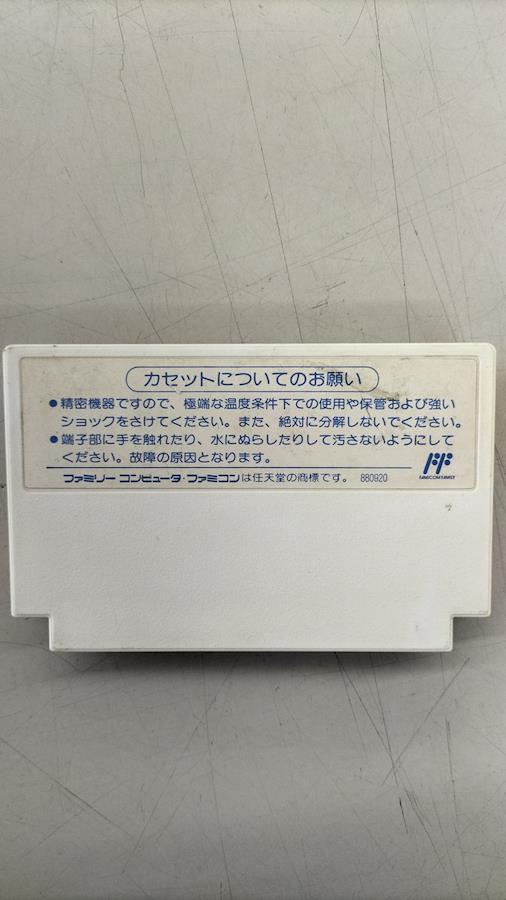 カセットについてのお願い
●精密機器ですので、極端な温度条件下での使用や保管および強い
ショックをさけてください。また、絶対に分解しないでください。
●端子部に手を触れたり、水にぬらしたりして汚さないようにして
ください。故障の原因となります。
ファミリー コンピュータ・ファミコンは任天堂の商標です。 880920
FAMICOM FAMILY